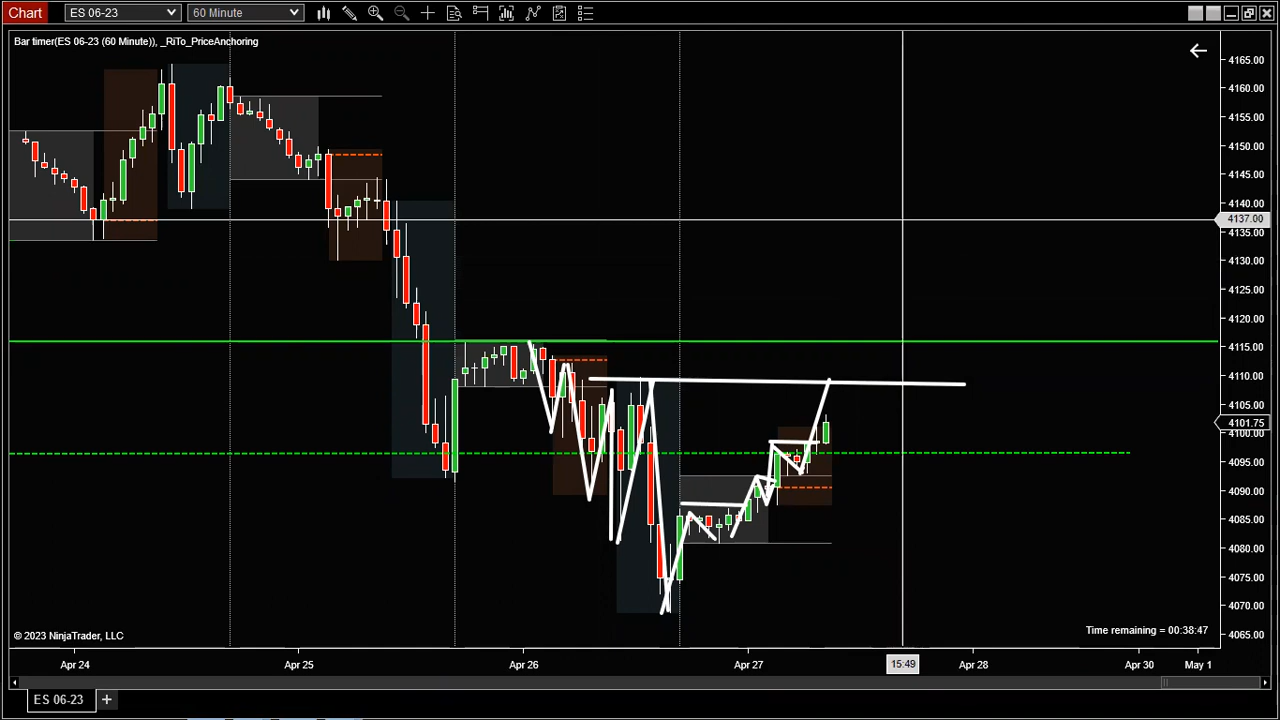 Chart
ES 06-23
60 Minute
Bar timer(ES 06-23 (60 Minute)), _RiTo_PriceAnchoring
4165.00
4160.00
4155.00
4150.00
4145.00
4140.00
4137.00
4135.00
4130.00
4125.00
4120.00
4115.00
4110.00
4105.00
4101.75
4100.00
4095.00
4090.00
4085.00
4080.00
4075.00
4070.00
4065.00
© 2023 NinjaTrader, LLC
Time remaining = 00:38:47
Apr 24
Apr 25
Apr 26
Apr 27
15:49
Apr 28
Apr 30
May 1
ES 06-23